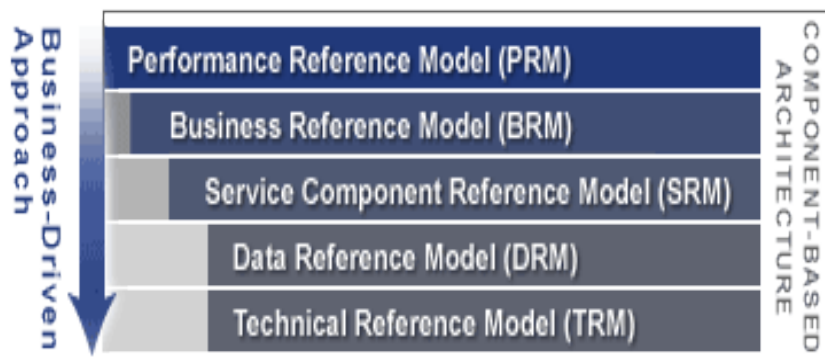 Business-Driven
Approach
Performance Reference Model (PRM)
Business Reference Model (BRM)
Service Component Reference Model (SRM)
Data Reference Model (DRM)
Technical Reference Model (TRM)
COMPONENT-BASED
ARCHITECTURE